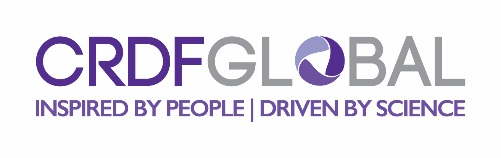 CRDFGLOBAL
INSPIRED BY PEOPLE | DRIVEN BY SCIENCE